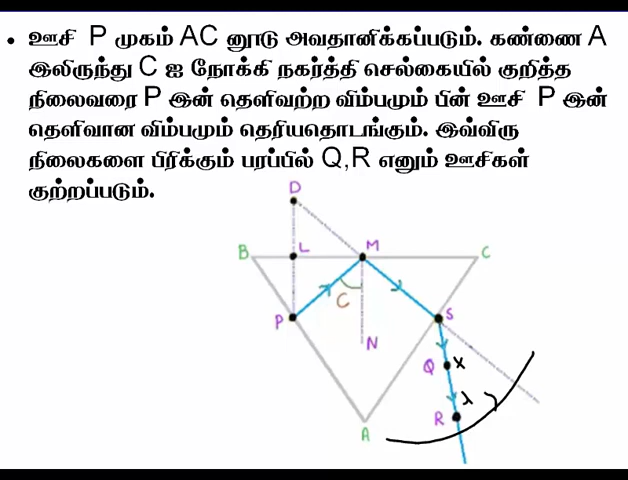 • ஊசி P முகம் AC னூடு அவதானிக்கப்படும். கண்ணை A
இலிருந்து C ஐ நோக்கி நகர்த்தி செல்கையில் குறித்த
நிலைவரை P இன் தெளிவற்ற விம்பமும் பின் ஊசி P இன்
தெளிவான விம்பமும் தெரியதொடங்கும். இவ்விரு
நிலைகளை பிரிக்கும் பரப்பில் Q,R எனும் ஊசிகள்
குற்றப்படும்.
D
B L M C
C
P S
N
Q x
R
A